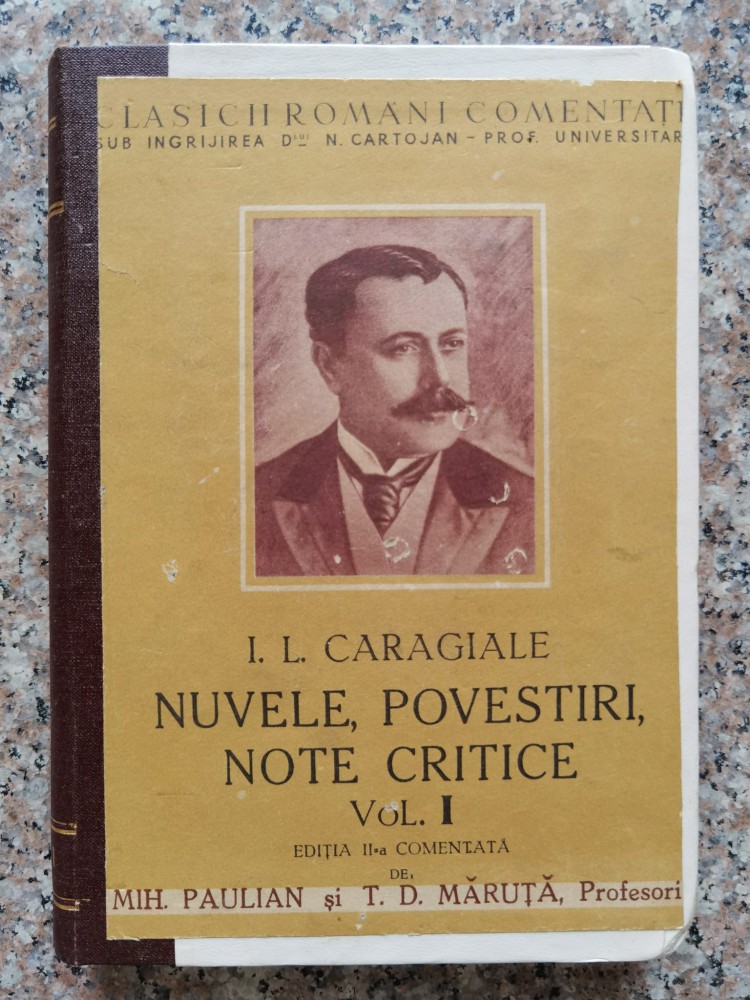 CLASICII ROMÂNI COMENTAȚI
SUB INGRIJIREA D^LUI N. CARTOJAN - PROF. UNIVERSITAR
I. L. CARAGIALE
NUVELE, POVESTIRI,
NOTE CRITICE
VOL. I
EDIȚIA II-a COMENTATĂ
DE
MIH. PAULIAN și T. D. MĂRUȚĂ, Profesori